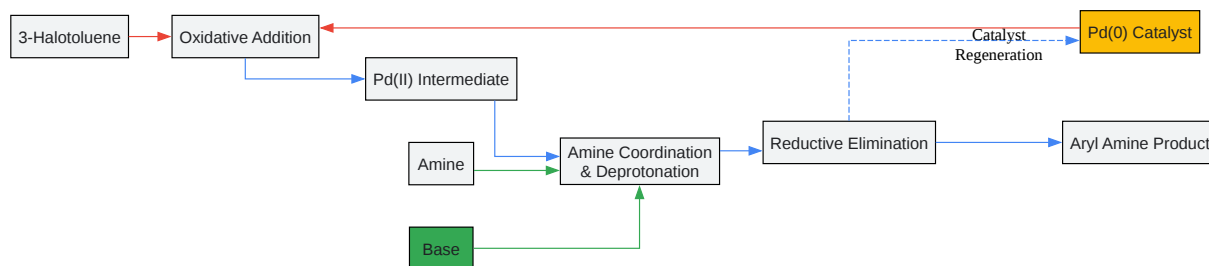 3-Halotoluene
Oxidative Addition
Pd(0) Catalyst
Catalyst
Regeneration
Pd(II) Intermediate
Amine
Amine Coordination
& Deprotonation
Reductive Elimination
Aryl Amine Product
Base